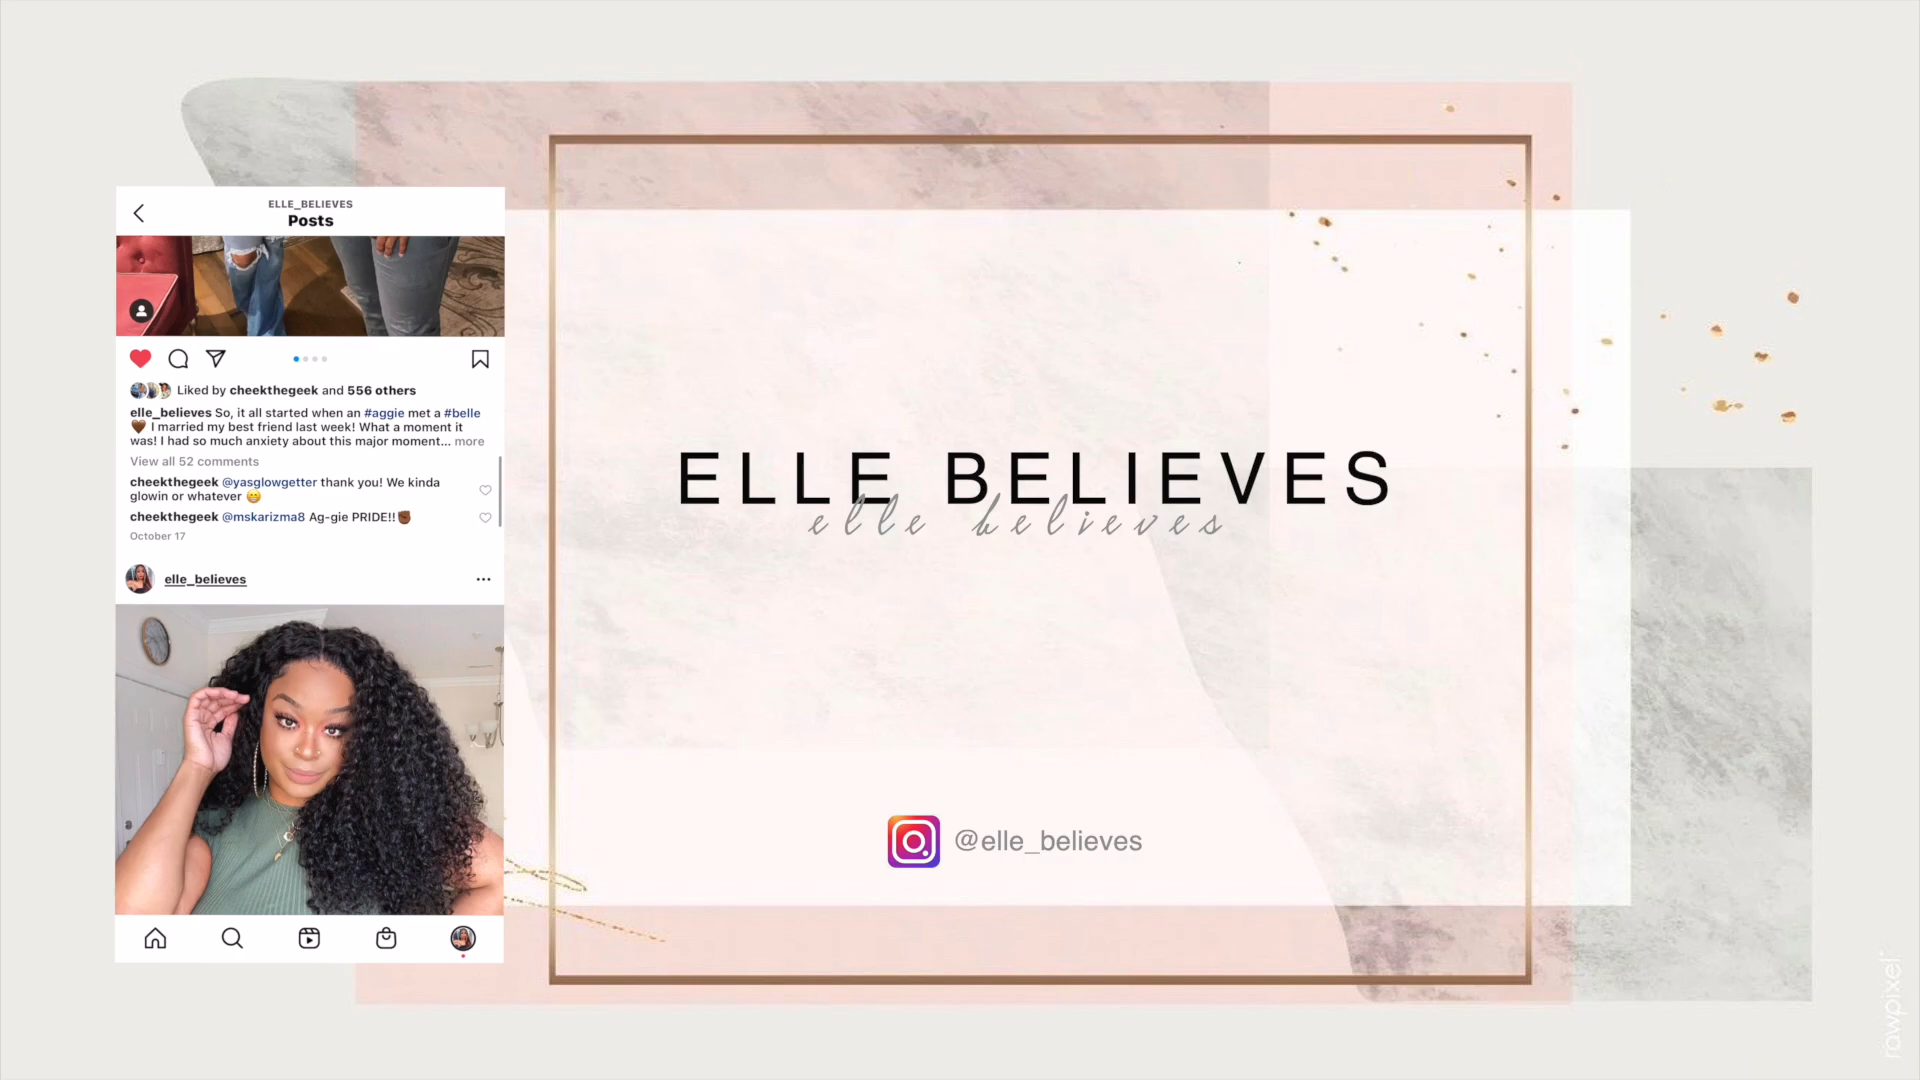 ELLE_BELIEVES
Posts
Liked by cheekthegeek and 556 others
elle_believes So, it all started when an #aggie met a #belle
🤎 I married my best friend last week! What a moment it
was! I had so much anxiety about this major moment... more
View all 52 comments
cheekthegeek @yasglowgetter thank you! We kinda
glowin or whatever 😁
cheekthegeek @mskarizma8 Ag-gie PRIDE!!✊🏾
October 17
elle_believes
ELLE BELIEVES
elle believes
@elle_believes
rawpixel